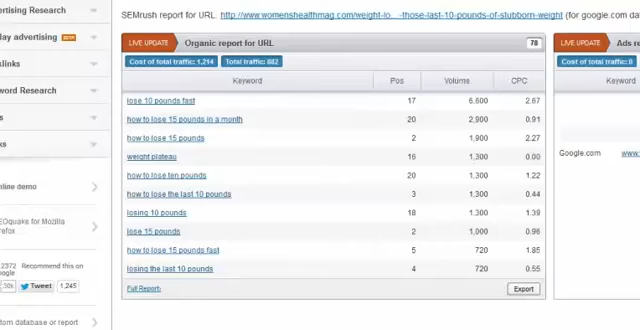 ertising Research
lay advertising BETA
klinks
word Research
s
ks
nline demo
EOquake for Mozilla
refox
2372 Recommend this on
oogle
.30k Tweet 1,245
tom database or report
SEMrush report for URL: http://www.womenshealthmag.com/weight-lo...-those-last-10-pounds-of-stubborn-weight (for google.com da
LIVE UPDATE Organic report for URL 78
Cost of total traffic: 1,214 Total traffic: 882
Keyword Pos Volume CPC
lose 10 pounds fast 17 6,600 2.67
how to lose 15 pounds in a month 20 2,900 0.91
how to lose 15 pounds 2 1,900 2.27
weight plateau 16 1,300 0.00
how to lose ten pounds 20 1,300 1.22
how to lose the last 10 pounds 3 1,300 0.44
losing 10 pounds 18 1,300 1.39
lose 15 pounds 2 1,000 0.96
how to lose 15 pounds fast 5 720 1.85
losing the last 10 pounds 4 720 0.55
Full Report: Export
LIVE UPDATE Ads re
Cost of total traffic: 0
Keyword
Google.com www.